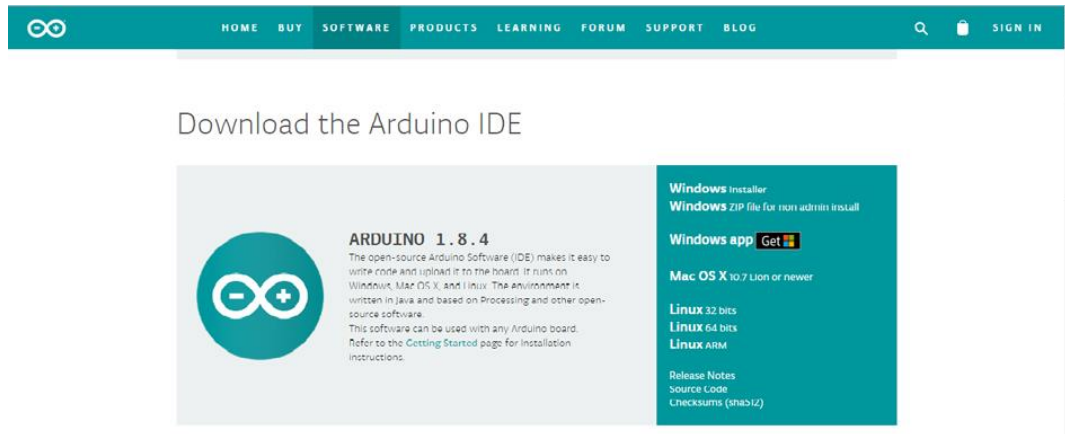 HOME BUY SOFTWARE PRODUCTS LEARNING FORUM SUPPORT BLOG SIGN IN
Download the Arduino IDE
ARDUINO 1.8.4
The open-source Arduino Software (IDE) makes it easy to
write code and upload it to the board. It runs on
Windows, Mac OS X, and Linux. The environment is
written in Java and based on Processing and other open-
source software.
This software can be used with any Arduino board.
Refer to the Getting Started page for Installation
instructions.
Windows Installer
Windows ZIP file for non admin install
Windows app Get
Mac OS X 10.7 Lion or newer
Linux 32 bits
Linux 64 bits
Linux ARM
Release Notes
Source Code
Checksums (sha512)